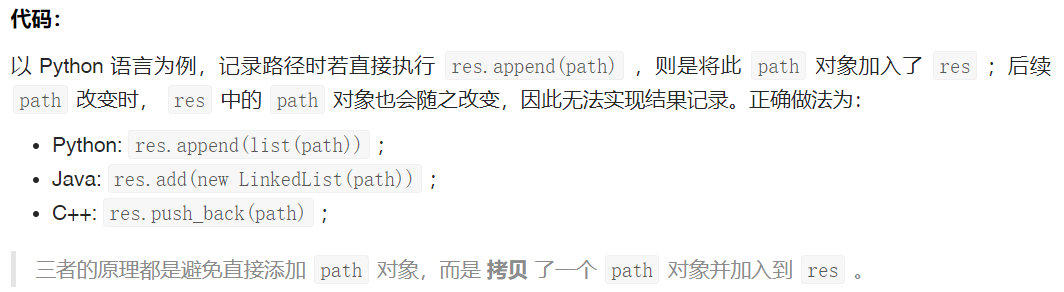 代码：
以 Python 语言为例，记录路径时若直接执行 res.append(path) ，则是将此 path 对象加入了 res ；后续
path 改变时， res 中的 path 对象也会随之改变，因此无法实现结果记录。正确做法为：
• Python: res.append(list(path)) ；
• Java: res.add(new LinkedList(path)) ；
• C++: res.push_back(path) ；
三者的原理都是避免直接添加 path 对象，而是 拷贝 了一个 path 对象并加入到 res 。